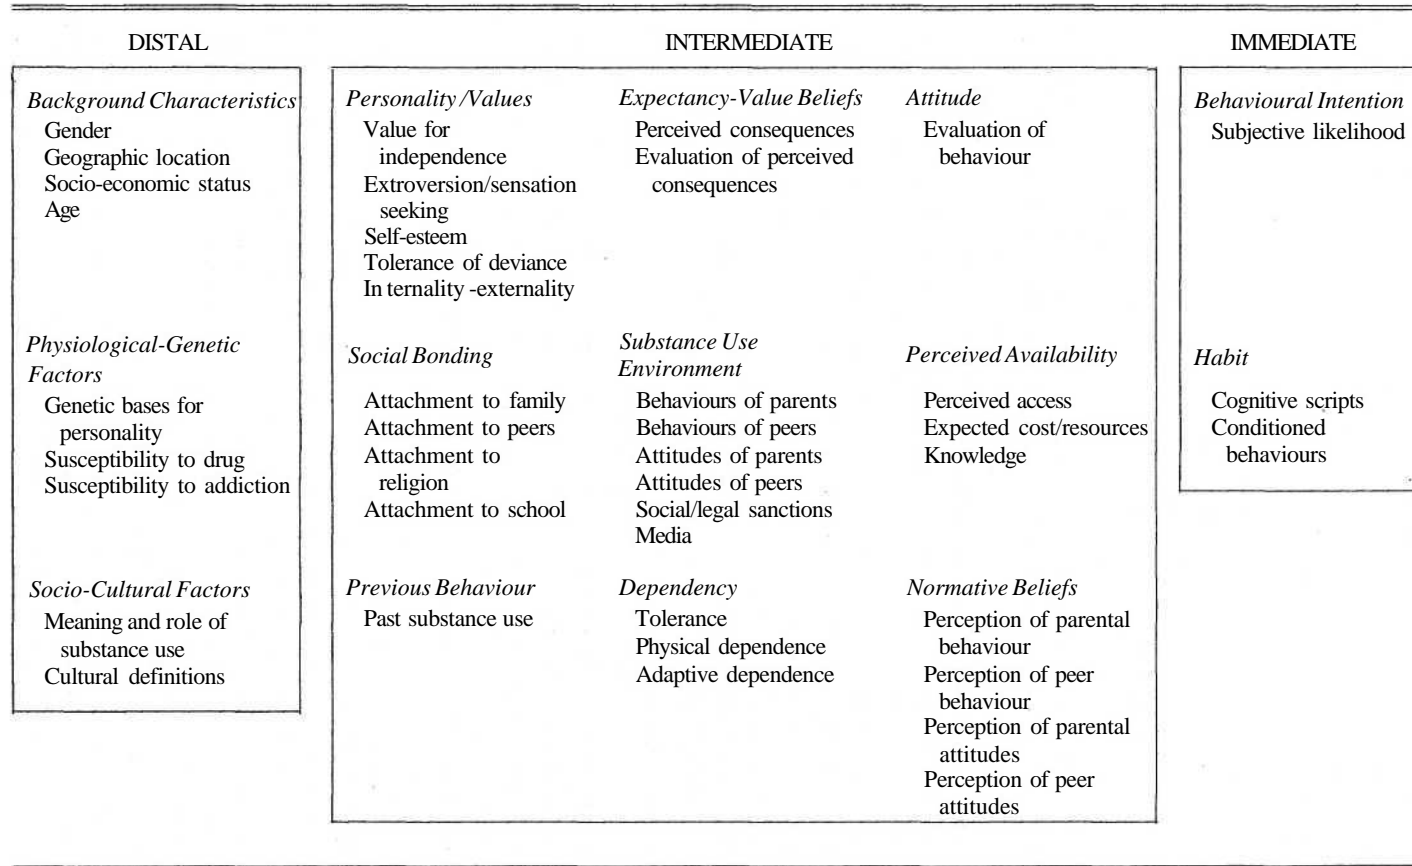 DISTAL
INTERMEDIATE
IMMEDIATE
Background Characteristics
Gender
Geographic location
Socio-economic status
Age
Physiological-Genetic
Factors
Genetic bases for
personality
Susceptibility to drug
Susceptibility to addiction
Socio-Cultural Factors
Meaning and role of
substance use
Cultural definitions
Personality /Values
Value for
independence
Extroversion/sensation
seeking
Self-esteem
Tolerance of deviance
In ternality -externality
Social Bonding
Attachment to family
Attachment to peers
Attachment to
religion
Attachment to school
Previous Behaviour
Past substance use
Expectancy-Value Beliefs
Perceived consequences
Evaluation of perceived
consequences
Substance Use
Environment
Behaviours of parents
Behaviours of peers
Attitudes of parents
Attitudes of peers
Social/legal sanctions
Media
Dependency
Tolerance
Physical dependence
Adaptive dependence
Attitude
Evaluation of
behaviour
Perceived Availability
Perceived access
Expected cost/resources
Knowledge
Normative Beliefs
Perception of parental
behaviour
Perception of peer
behaviour
Perception of parental
attitudes
Perception of peer
attitudes
Behavioural Intention
Subjective likelihood
Habit
Cognitive scripts
Conditioned
behaviours